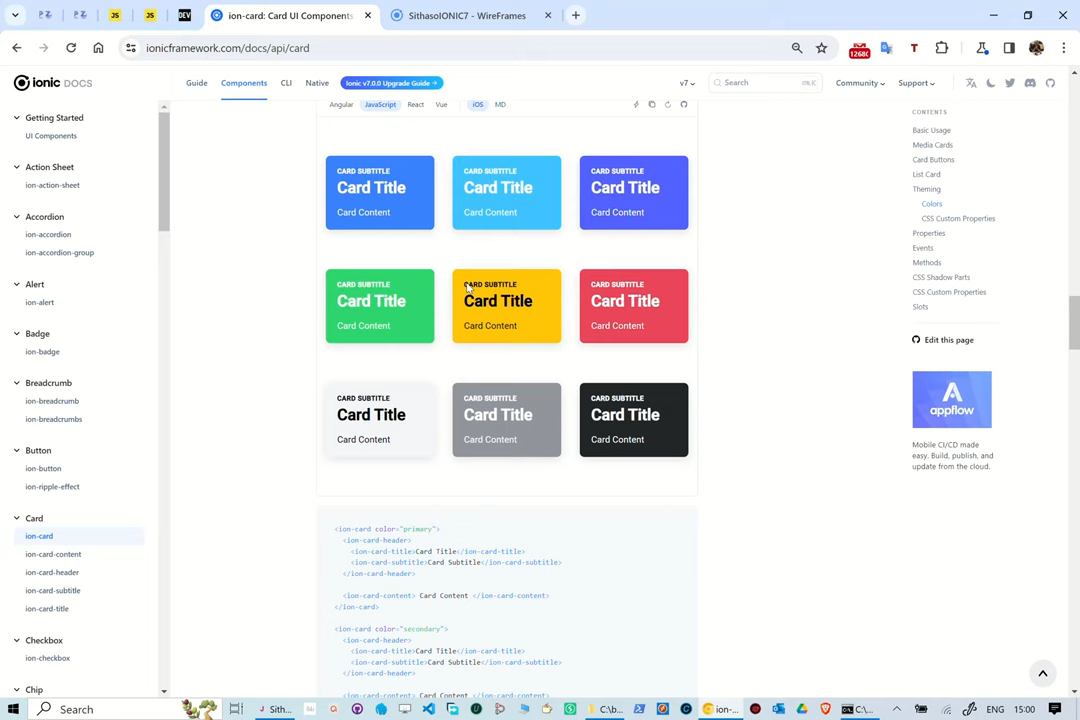 ion-card: Card UI Components
SithasoIONIC7 - WireFrames
ionicframework.com/docs/api/card
ionic DOCS
Guide
Components
CLI
Native
Ionic v7.0.0 Upgrade Guide
v7
Search
Community
Support
Getting Started
UI Components
Action Sheet
ion-action-sheet
Accordion
ion-accordion
ion-accordion-group
Alert
ion-alert
Badge
ion-badge
Breadcrumb
ion-breadcrumb
ion-breadcrumbs
Button
ion-button
ion-ripple-effect
Card
ion-card
ion-card-content
ion-card-header
ion-card-subtitle
ion-card-title
Checkbox
ion-checkbox
Chip
Angular
JavaScript
React
Vue
iOS
MD
CARD SUBTITLE
Card Title
Card Content
CARD SUBTITLE
Card Title
Card Content
CARD SUBTITLE
Card Title
Card Content
CARD SUBTITLE
Card Title
Card Content
CARD SUBTITLE
Card Title
Card Content
CARD SUBTITLE
Card Title
Card Content
CARD SUBTITLE
Card Title
Card Content
CARD SUBTITLE
Card Title
Card Content
CARD SUBTITLE
Card Title
Card Content
<ion-card color="primary">
<ion-card-header>
<ion-card-title>Card Title</ion-card-title>
<ion-card-subtitle>Card Subtitle</ion-card-subtitle>
</ion-card-header>
<ion-card-content> Card Content </ion-card-content>
</ion-card>
<ion-card color="secondary">
<ion-card-header>
<ion-card-title>Card Title</ion-card-title>
<ion-card-subtitle>Card Subtitle</ion-card-subtitle>
</ion-card-header>
<ion-card-content> Card Content </ion-card-content>
CONTENTS
Basic Usage
Media Cards
Card Buttons
List Card
Theming
Colors
CSS Custom Properties
Properties
Events
Methods
CSS Shadow Parts
CSS Custom Properties
Slots
Edit this page
appflow
Mobile CI/CD made
easy. Build, publish, and
update from the cloud.
Search
ENG
15:00